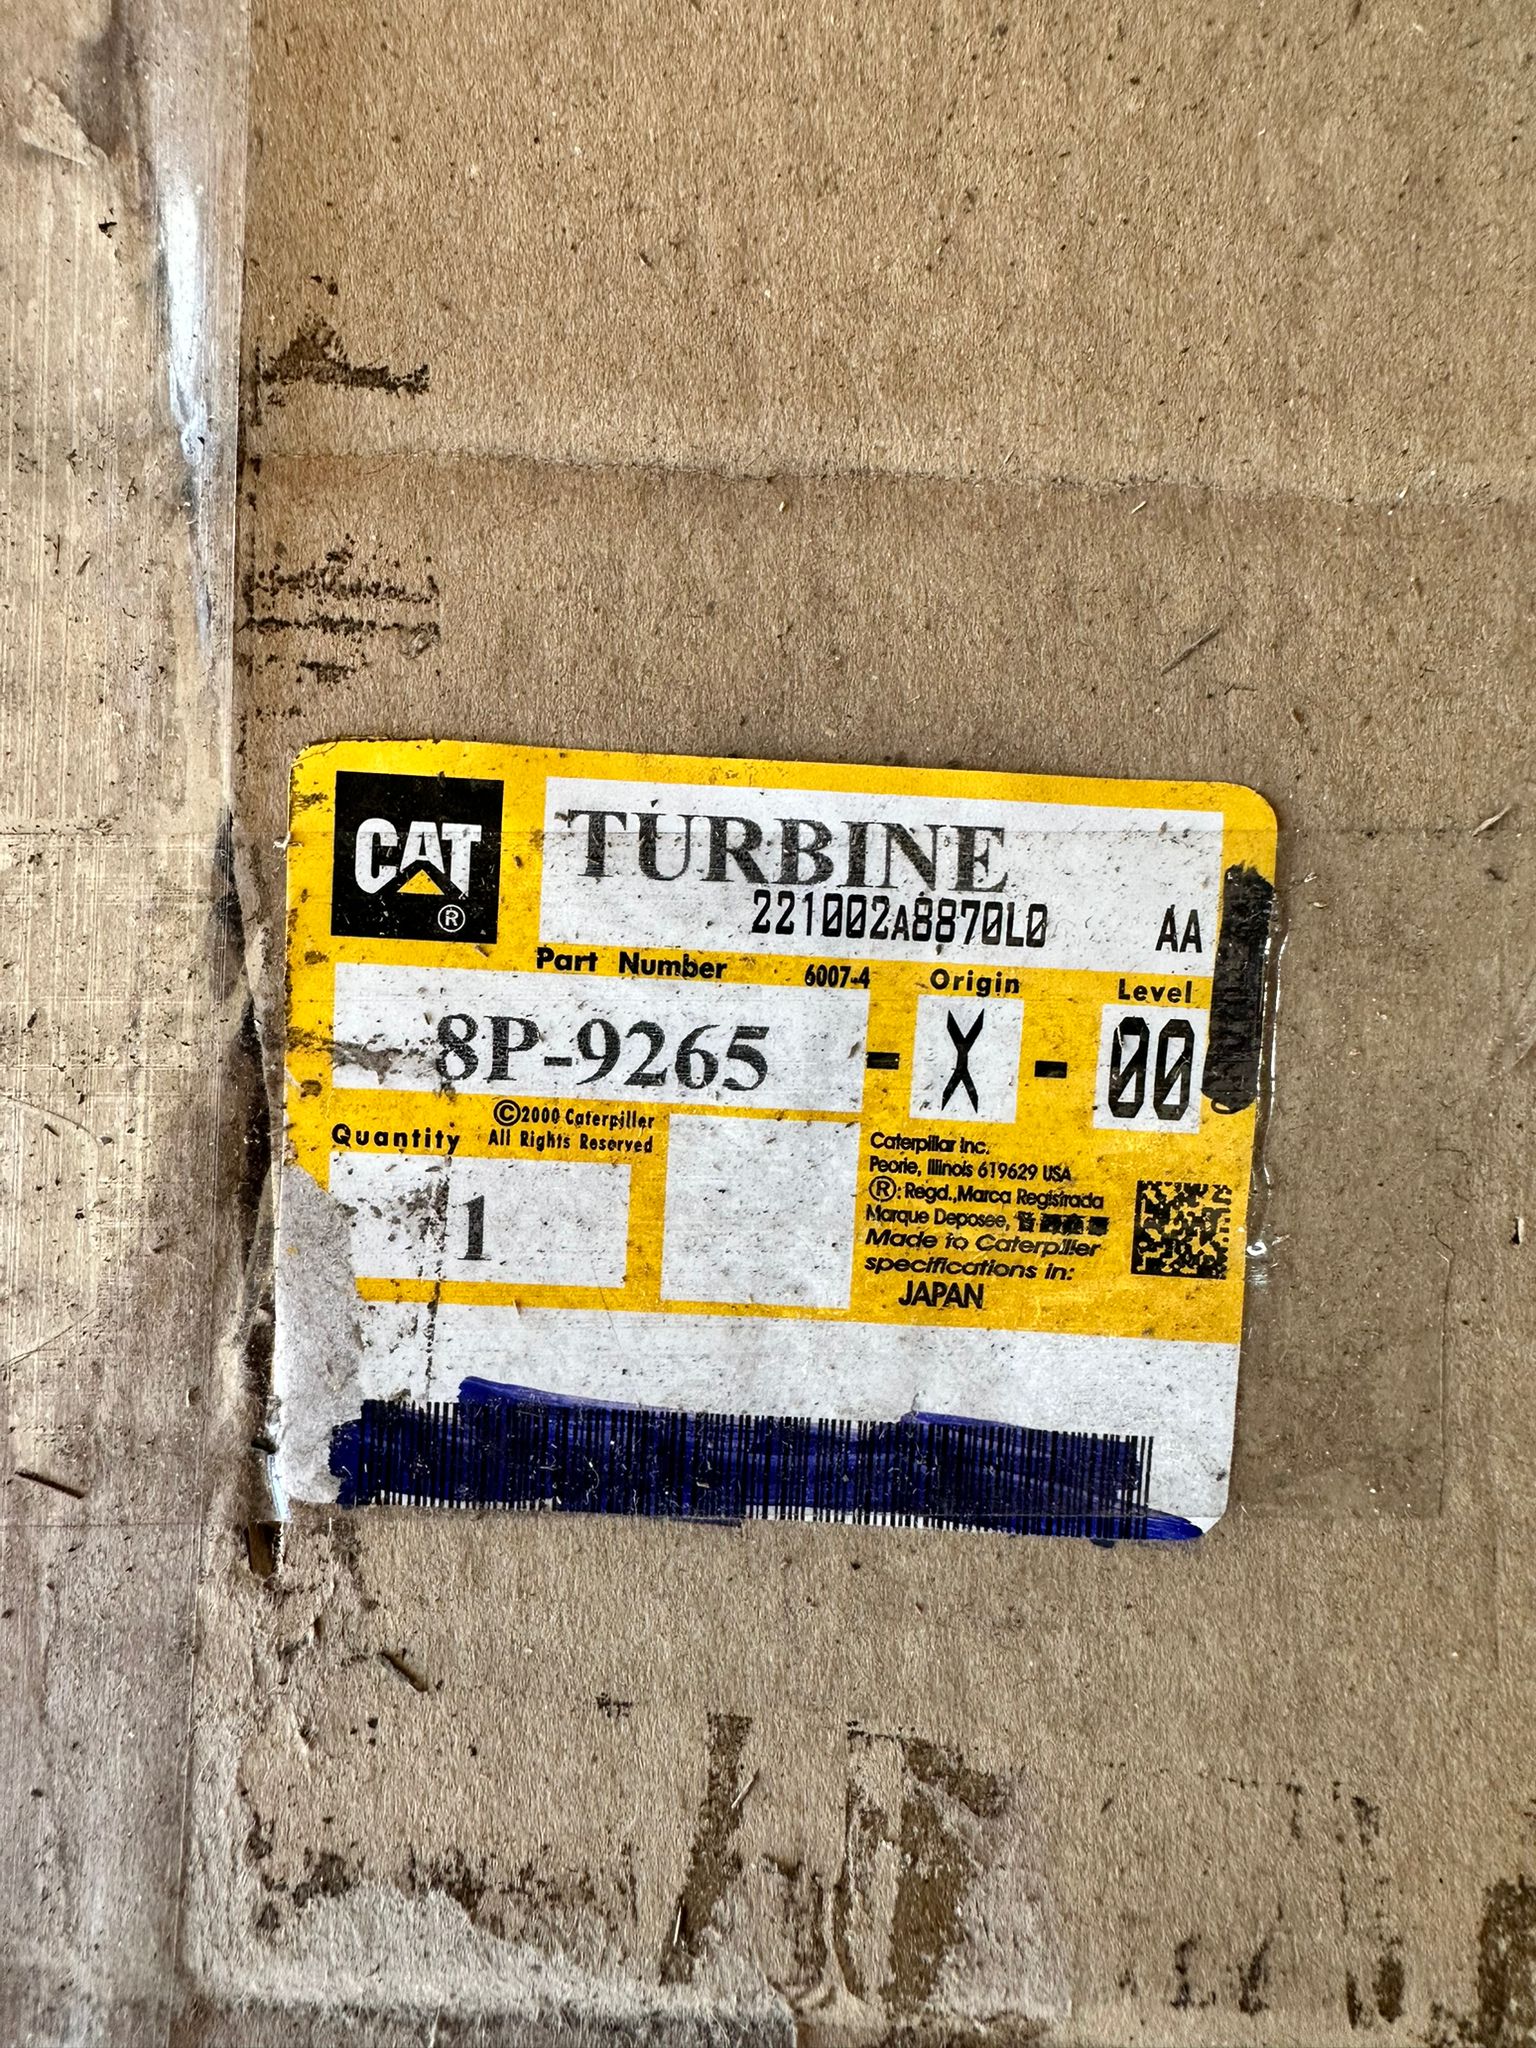 CAT
®
TURBINE
221002A8870L0 AA
Part Number 6007-4 Origin Level
8P-9265 - X - 00
©2000 Caterpiller
All Rights Reserved
Quantity
1
Caterpillar Inc.
Peorie, Illinois 619629 USA
®: Regd.,Marca Registrada
Marque Deposee,
Made to Caterpiller
specifications in:
JAPAN